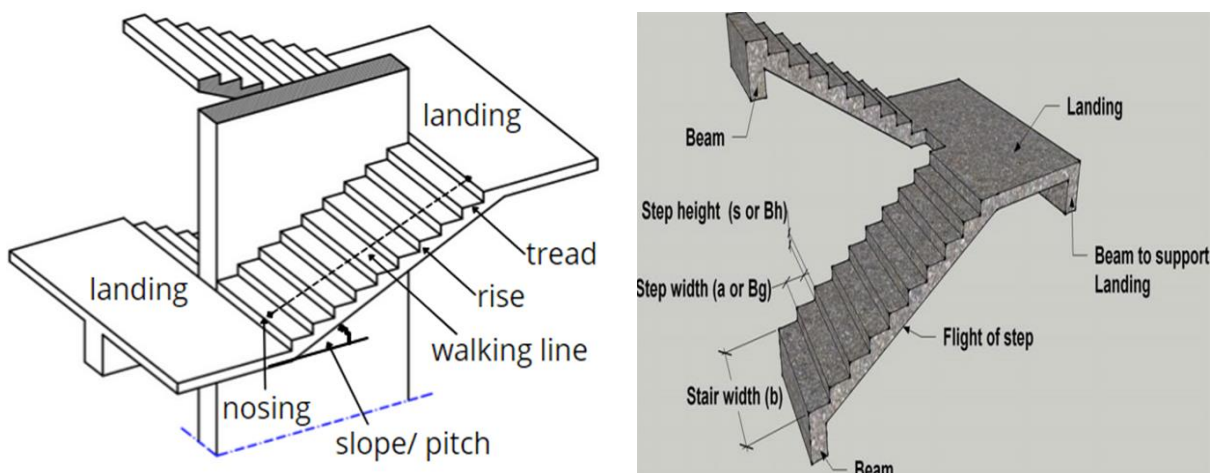 landing
landing
tread
rise
walking line
nosing
slope/ pitch
Beam
Landing
Step height (s or Bh)
Step width (a or Bg)
Beam to support
Landing
Flight of step
Stair width (b)
Beam